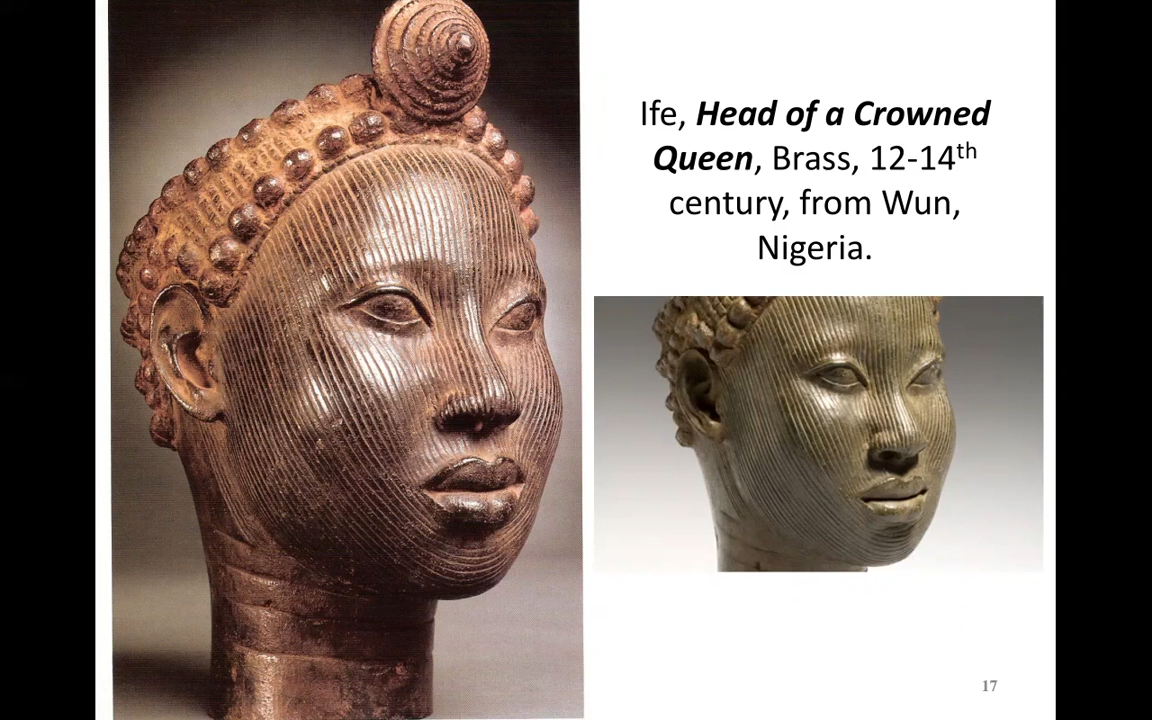 Ife, Head of a Crowned
Queen, Brass, 12-14th
century, from Wun,
Nigeria.
17